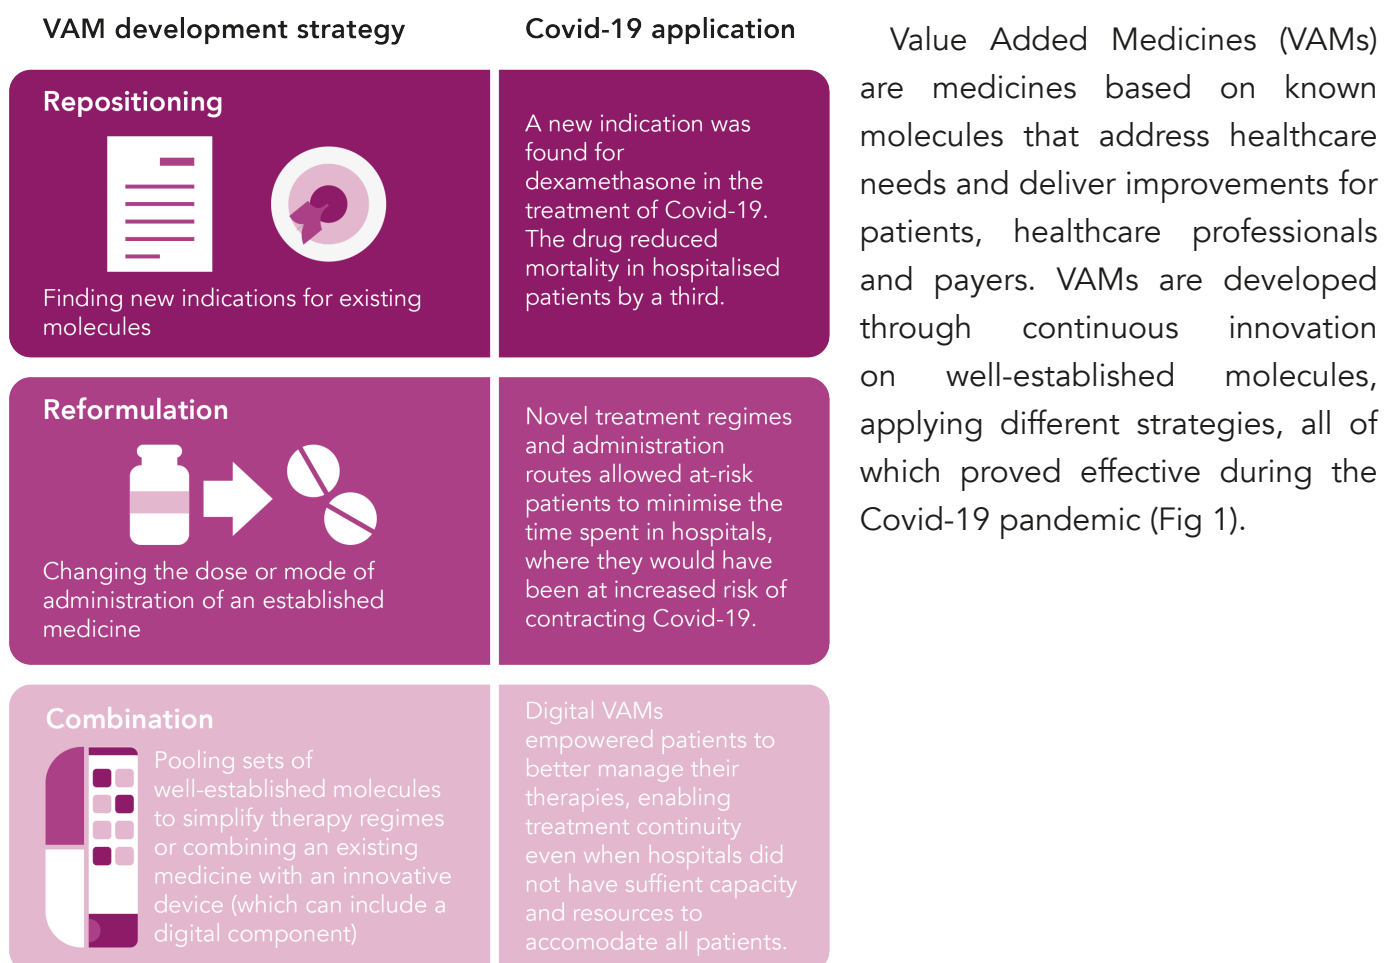 VAM development strategy
Covid-19 application
Repositioning
Finding new indications for existing
molecules
A new indication was
found for
dexamethasone in the
treatment of Covid-19.
The drug reduced
mortality in hospitalised
patients by a third.
Reformulation
Changing the dose or mode of
administration of an established
medicine
Novel treatment regimes
and administration
routes allowed at-risk
patients to minimise the
time spent in hospitals,
where they would have
been at increased risk of
contracting Covid-19.
Combination
Pooling sets of
well-established molecules
to simplify therapy regimes
or combining an existing
medicine with an innovative
device (which can include a
digital component)
Digital VAMs
empowered patients to
better manage their
therapies, enabling
treatment continuity
even when hospitals did
not have suffient capacity
and resources to
accomodate all patients.
Value Added Medicines (VAMs)
are medicines based on known
molecules that address healthcare
needs and deliver improvements for
patients, healthcare professionals
and payers. VAMs are developed
through continuous innovation
on well-established molecules,
applying different strategies, all of
which proved effective during the
Covid-19 pandemic (Fig 1).